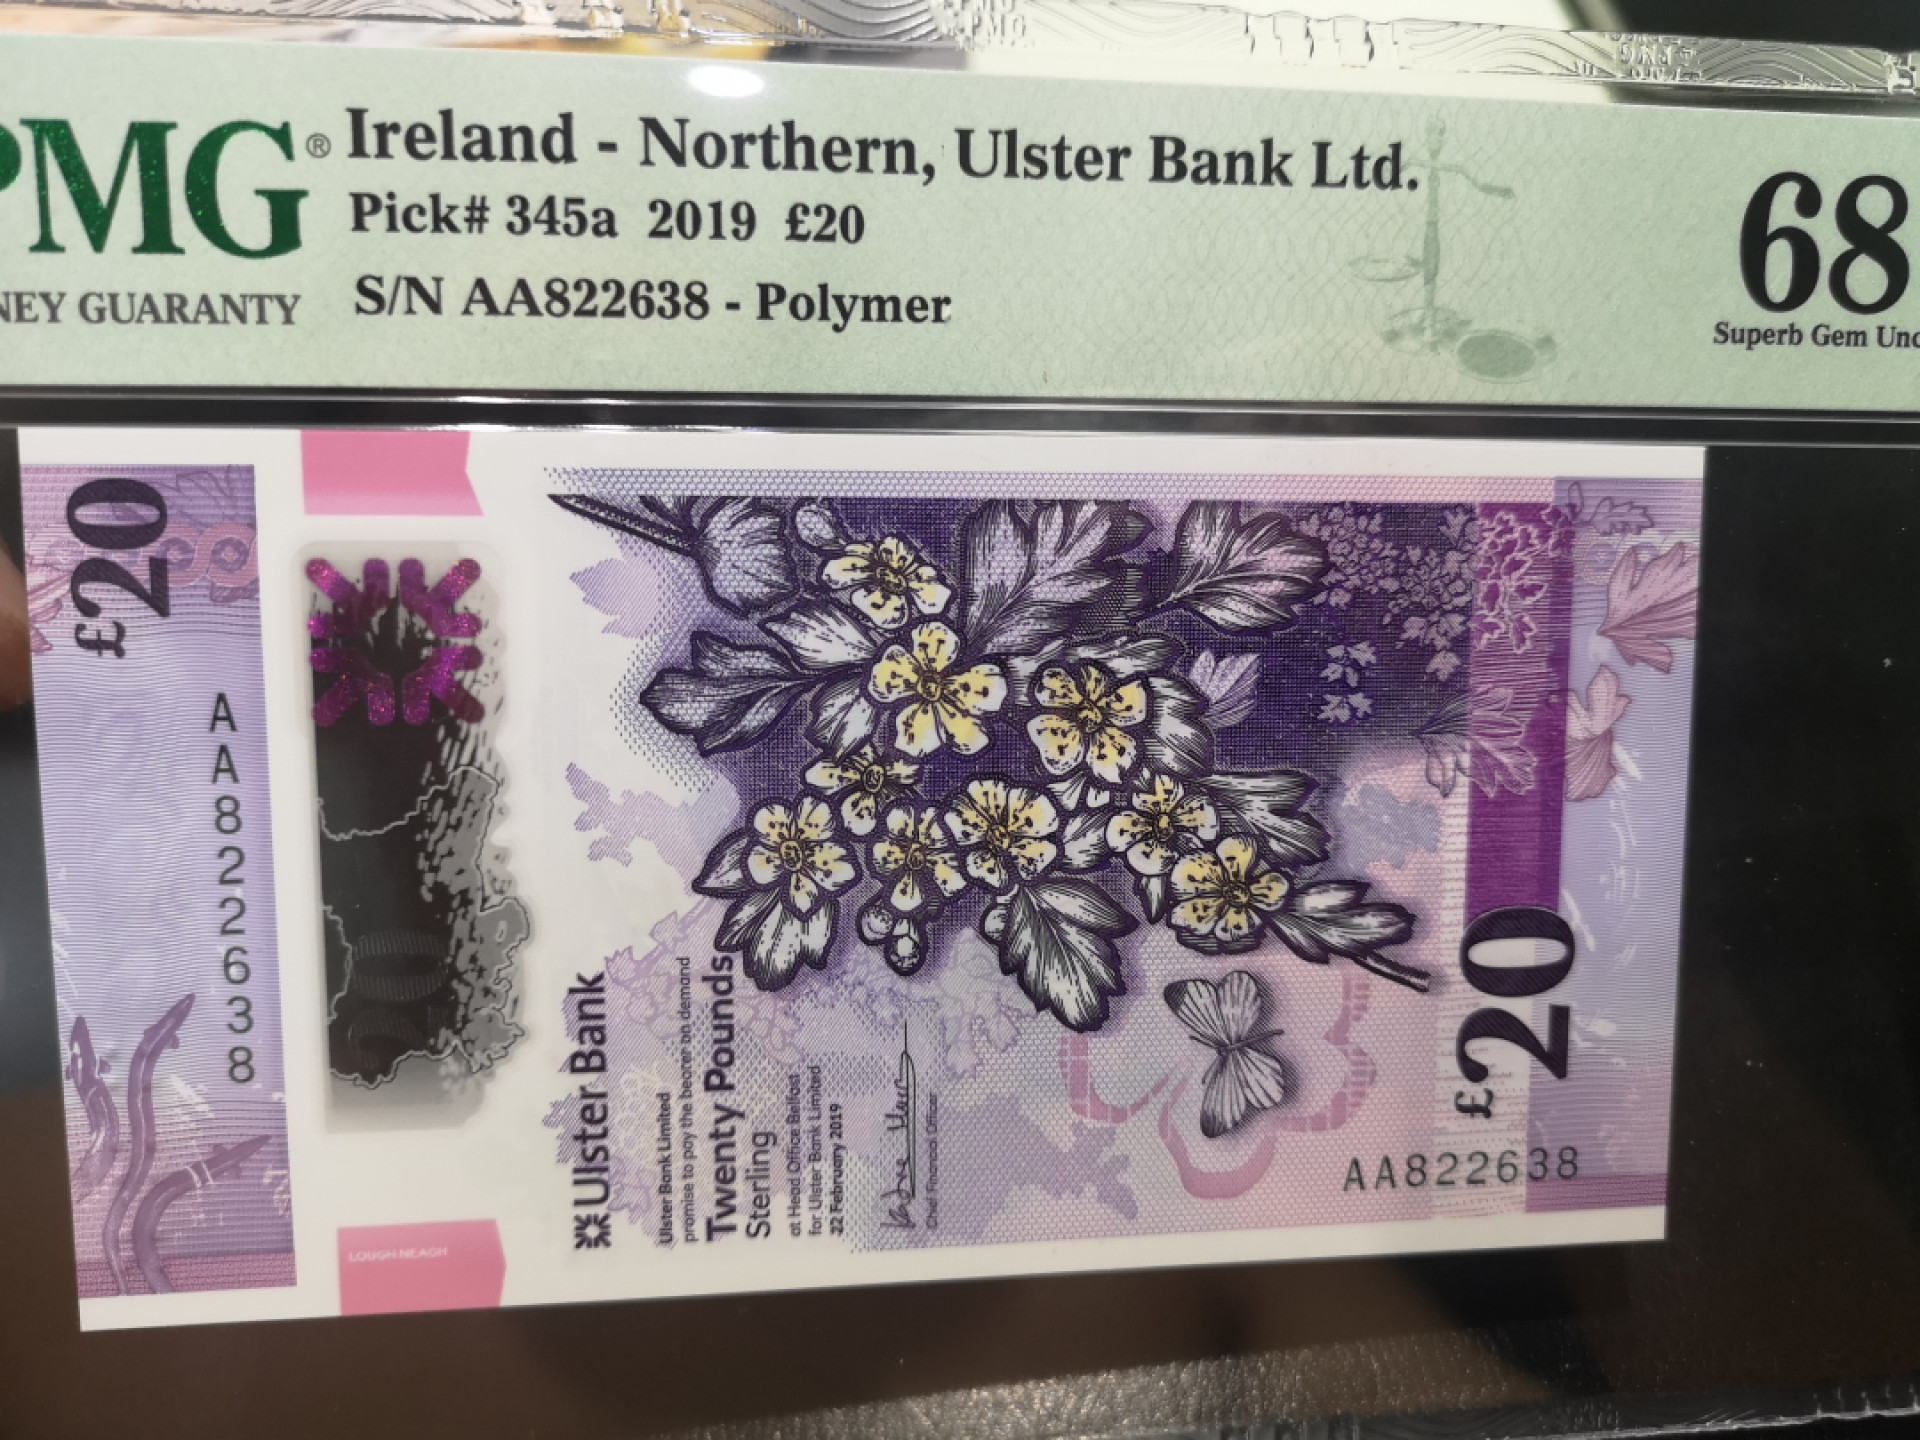 PMG®
NEY GUARANTY
Ireland - Northern, Ulster Bank Ltd.
Pick# 345a 2019 £20
S/N AA822638 - Polymer
68
Superb Gem Unc
£20
AA822638
LOUGH NEAGH
Ulster Bank
Ulster Bank Limited
promise to pay the bearer on demand
Twenty Pounds
Sterling
at Head Office Belfast
for Ulster Bank Limited
22 February 2019
Chief Financial Officer
£20
AA822638